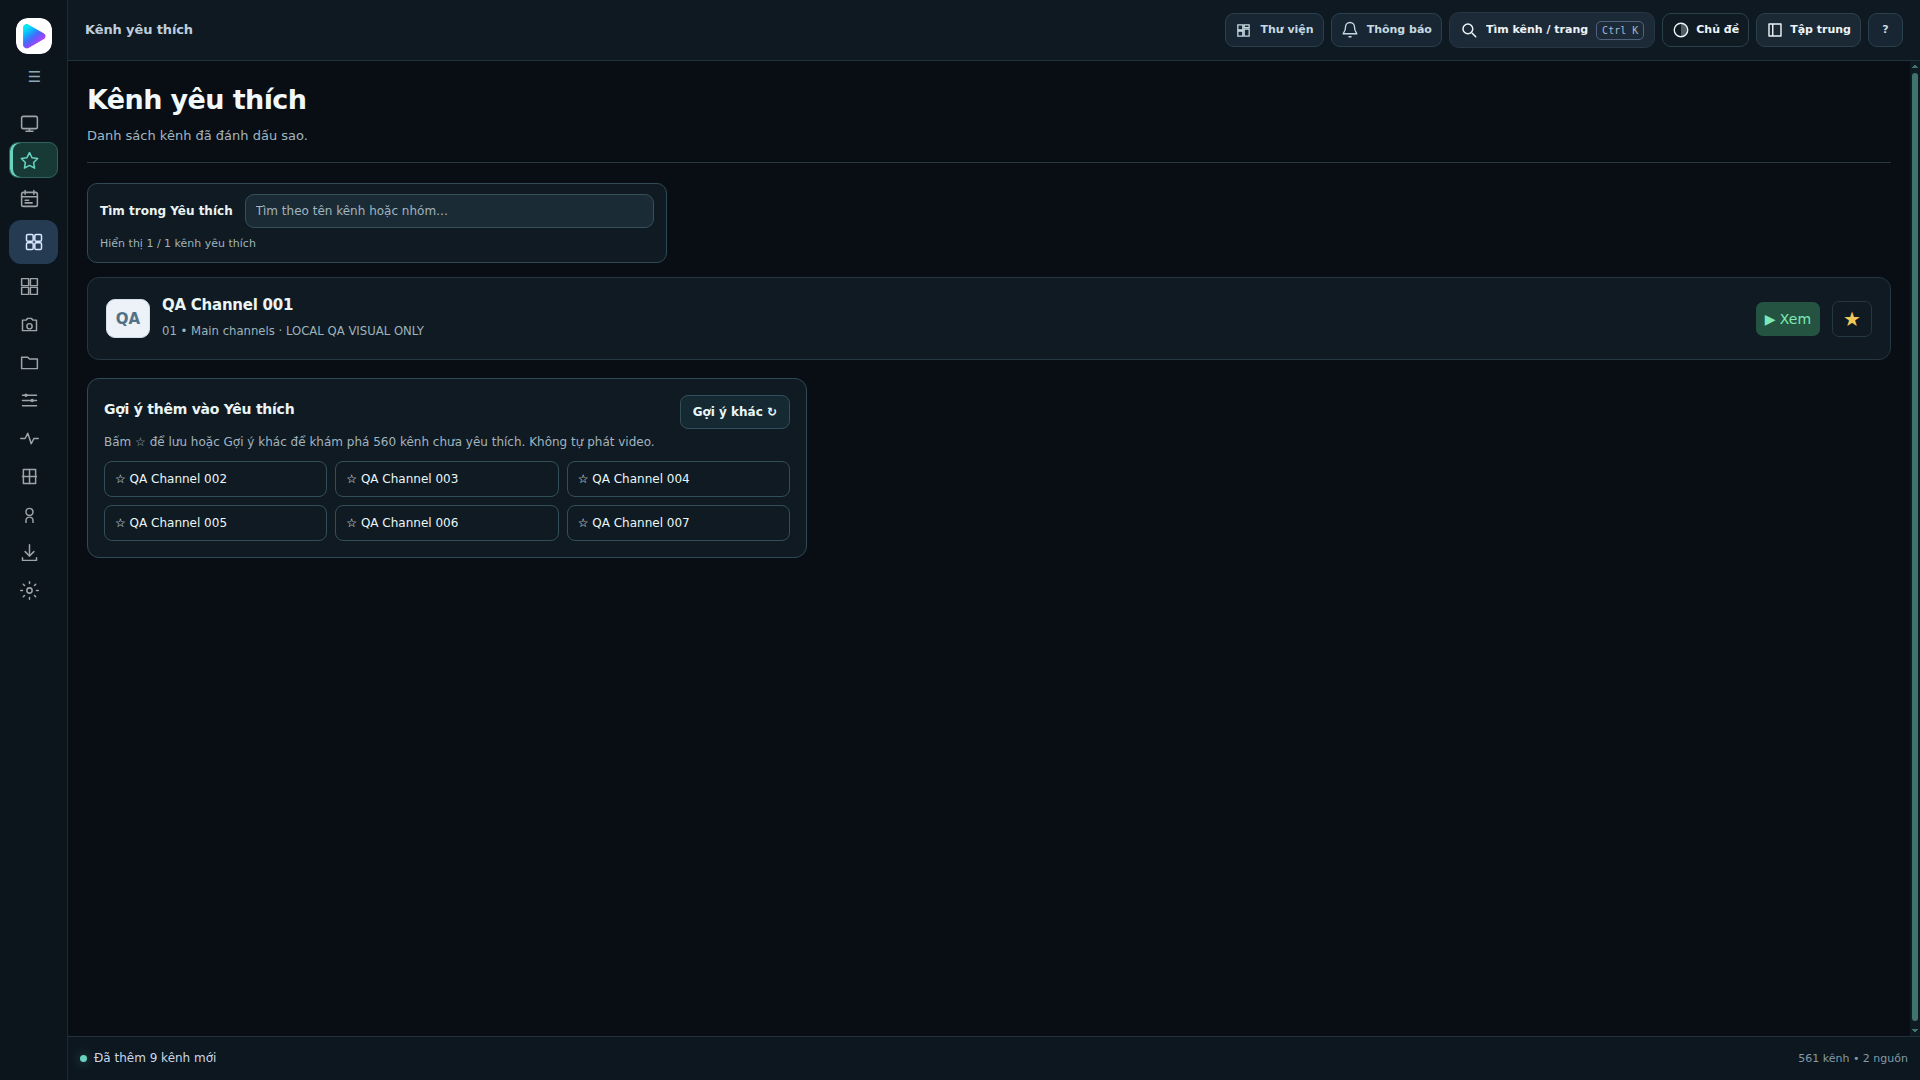 Kênh yêu thích
Thư viện
Thông báo
Tìm kênh / trang Ctrl K
Chủ đề
Tập trung
?
Kênh yêu thích
Danh sách kênh đã đánh dấu sao.
Tìm trong Yêu thích
Tìm theo tên kênh hoặc nhóm...
Hiển thị 1 / 1 kênh yêu thích
QA
QA Channel 001
01 • Main channels · LOCAL QA VISUAL ONLY
▶ Xem
★
Gợi ý thêm vào Yêu thích
Gợi ý khác ↻
Bấm ☆ để lưu hoặc Gợi ý khác để khám phá 560 kênh chưa yêu thích. Không tự phát video.
☆ QA Channel 002
☆ QA Channel 003
☆ QA Channel 004
☆ QA Channel 005
☆ QA Channel 006
☆ QA Channel 007
Đã thêm 9 kênh mới
561 kênh • 2 nguồn